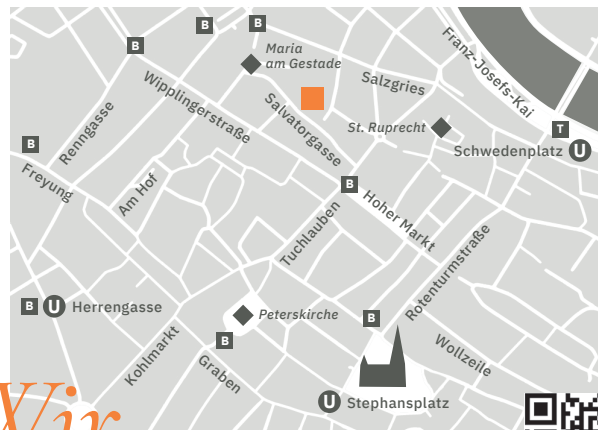 B
B
B
Maria
am Gestade
Franz-Josefs-Kai
Salzgries
Wipplingerstraße
Salvatorgasse
Renngasse
St. Ruprecht
T
Schwedenplatz U
B
Freyung
Am Hof
B
Hoher Markt
Tuchlauben
Rotenturmstraße
B U Herrengasse
Peterskirche
B
B
Kohlmarkt
Graben
Wollzeile
U Stephansplatz
Wir